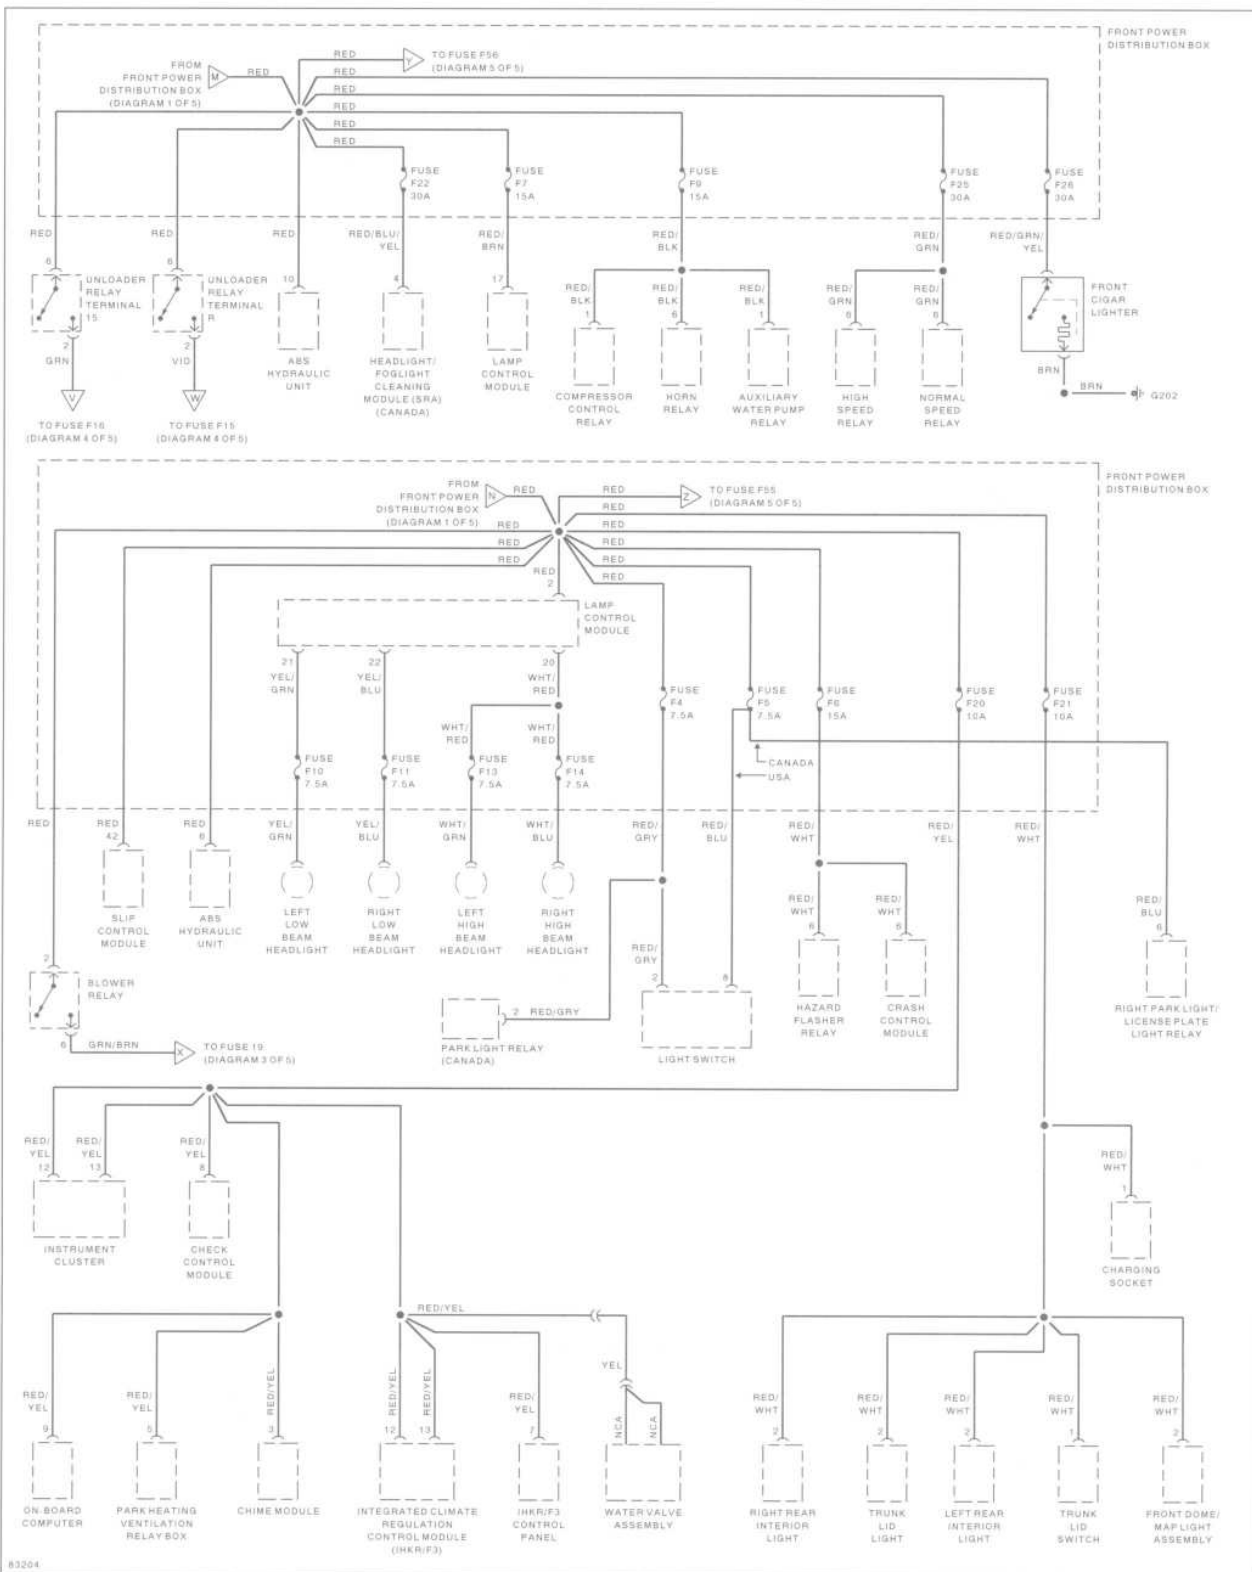 FRONT POWER
DISTRIBUTION BOX
RED
TO FUSE F56
(DIAGRAM 5 OF 5)
Y
FROM
FRONT POWER
DISTRIBUTION BOX
(DIAGRAM 1 OF 5)
M
RED
RED
RED
RED
RED
RED
FUSE
F22
30A
FUSE
F7
15A
FUSE
F9
15A
FUSE
F25
30A
FUSE
F26
30A
RED
RED
RED
RED/BLU/
YEL
RED/
BRN
RED/
BLK
RED/
GRN
RED/GRN/
YEL
6
UNLOADER
RELAY
TERMINAL
15
6
UNLOADER
RELAY
TERMINAL
R
10
4
17
RED/
BLK
1
RED/
BLK
6
RED/
BLK
1
RED/
GRN
6
RED/
GRN
6
FRONT
CIGAR
LIGHTER
2
GRN
2
VIO
V
W
ABS
HYDRAULIC
UNIT
HEADLIGHT/
FOGLIGHT
CLEANING
MODULE (SRA)
(CANADA)
LAMP
CONTROL
MODULE
COMPRESSOR
CONTROL
RELAY
HORN
RELAY
AUXILIARY
WATER PUMP
RELAY
HIGH
SPEED
RELAY
NORMAL
SPEED
RELAY
BRN
BRN
G202
TO FUSE F16
(DIAGRAM 4 OF 5)
TO FUSE F15
(DIAGRAM 4 OF 5)
FRONT POWER
DISTRIBUTION BOX
FROM
FRONT POWER
DISTRIBUTION BOX
(DIAGRAM 1 OF 5)
N
RED
RED
Z
TO FUSE F55
(DIAGRAM 5 OF 5)
RED
RED
RED
RED
RED
RED
RED
RED
RED
2
LAMP
CONTROL
MODULE
21
YEL/
GRN
22
YEL/
BLU
20
WHT/
RED
WHT/
RED
WHT/
RED
FUSE
F10
7.5A
FUSE
F11
7.5A
FUSE
F13
7.5A
FUSE
F14
7.5A
FUSE
F4
7.5A
FUSE
F5
7.5A
FUSE
F6
15A
FUSE
F20
10A
FUSE
F21
10A
CANADA
USA
RED
RED
42
RED
6
YEL/
GRN
YEL/
BLU
WHT/
GRN
WHT/
BLU
RED/
GRY
RED/
BLU
RED/
WHT
RED/
YEL
RED/
WHT
SLIP
CONTROL
MODULE
ABS
HYDRAULIC
UNIT
LEFT
LOW
BEAM
HEADLIGHT
RIGHT
LOW
BEAM
HEADLIGHT
LEFT
HIGH
BEAM
HEADLIGHT
RIGHT
HIGH
BEAM
HEADLIGHT
RED/
GRY
2
8
RED/
WHT
6
RED/
WHT
6
RED/
BLU
6
2
BLOWER
RELAY
6
GRN/BRN
X
TO FUSE 19
(DIAGRAM 3 OF 5)
2
RED/GRY
PARK LIGHT RELAY
(CANADA)
LIGHT SWITCH
HAZARD
FLASHER
RELAY
CRASH
CONTROL
MODULE
RIGHT PARK LIGHT/
LICENSE PLATE
LIGHT RELAY
RED/
YEL
12
RED/
YEL
13
RED/
YEL
8
INSTRUMENT
CLUSTER
CHECK
CONTROL
MODULE
RED/
WHT
1
CHARGING
SOCKET
RED/YEL
YEL
NCA
NCA
RED/
YEL
9
RED/
YEL
5
RED/YEL
3
RED/YEL
12
RED/YEL
13
RED/
YEL
7
RED/
WHT
2
RED/
WHT
2
RED/
WHT
2
RED/
WHT
1
RED/
WHT
2
ON-BOARD
COMPUTER
PARK HEATING
VENTILATION
RELAY BOX
CHIME MODULE
INTEGRATED CLIMATE
REGULATION
CONTROL MODULE
(IHKR/F3)
IHKR/F3
CONTROL
PANEL
WATER VALVE
ASSEMBLY
RIGHT REAR
INTERIOR
LIGHT
TRUNK
LID
LIGHT
LEFT REAR
INTERIOR
LIGHT
TRUNK
LID
SWITCH
FRONT DOME/
MAP LIGHT
ASSEMBLY
83204